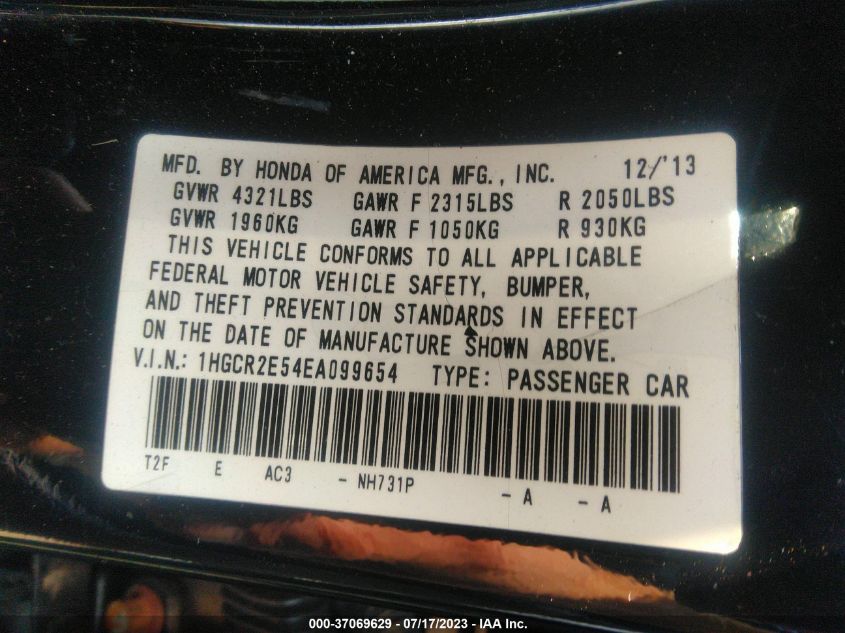 MFD. BY HONDA OF AMERICA MFG., INC. 12/'13
GVWR 4321LBS GAWR F 2315LBS R 2050LBS
GVWR 1960KG GAWR F 1050KG R 930KG
THIS VEHICLE CONFORMS TO ALL APPLICABLE
FEDERAL MOTOR VEHICLE SAFETY, BUMPER,
AND THEFT PREVENTION STANDARDS IN EFFECT
ON THE DATE OF MANUFACTURE SHOWN ABOVE.
V.I.N.: 1HGCR2E54EA099654 TYPE: PASSENGER CAR
T2F E AC3 - NH731P - A - A
000-37069629 - 07/17/2023 - IAA Inc.